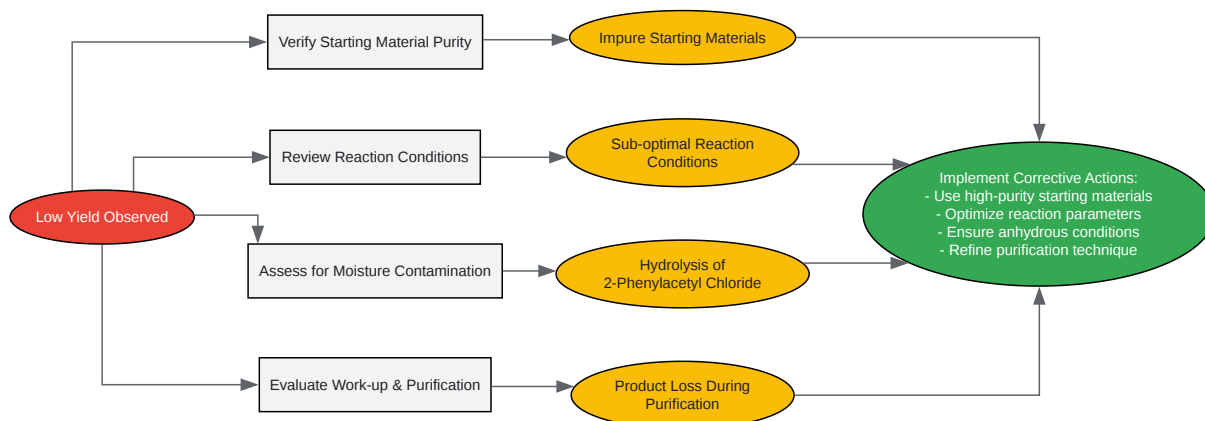 Verify Starting Material Purity
Impure Starting Materials
Review Reaction Conditions
Sub-optimal Reaction
Conditions
Low Yield Observed
Implement Corrective Actions:
- Use high-purity starting materials
- Optimize reaction parameters
- Ensure anhydrous conditions
- Refine purification technique
Assess for Moisture Contamination
Hydrolysis of
2-Phenylacetyl Chloride
Evaluate Work-up & Purification
Product Loss During
Purification